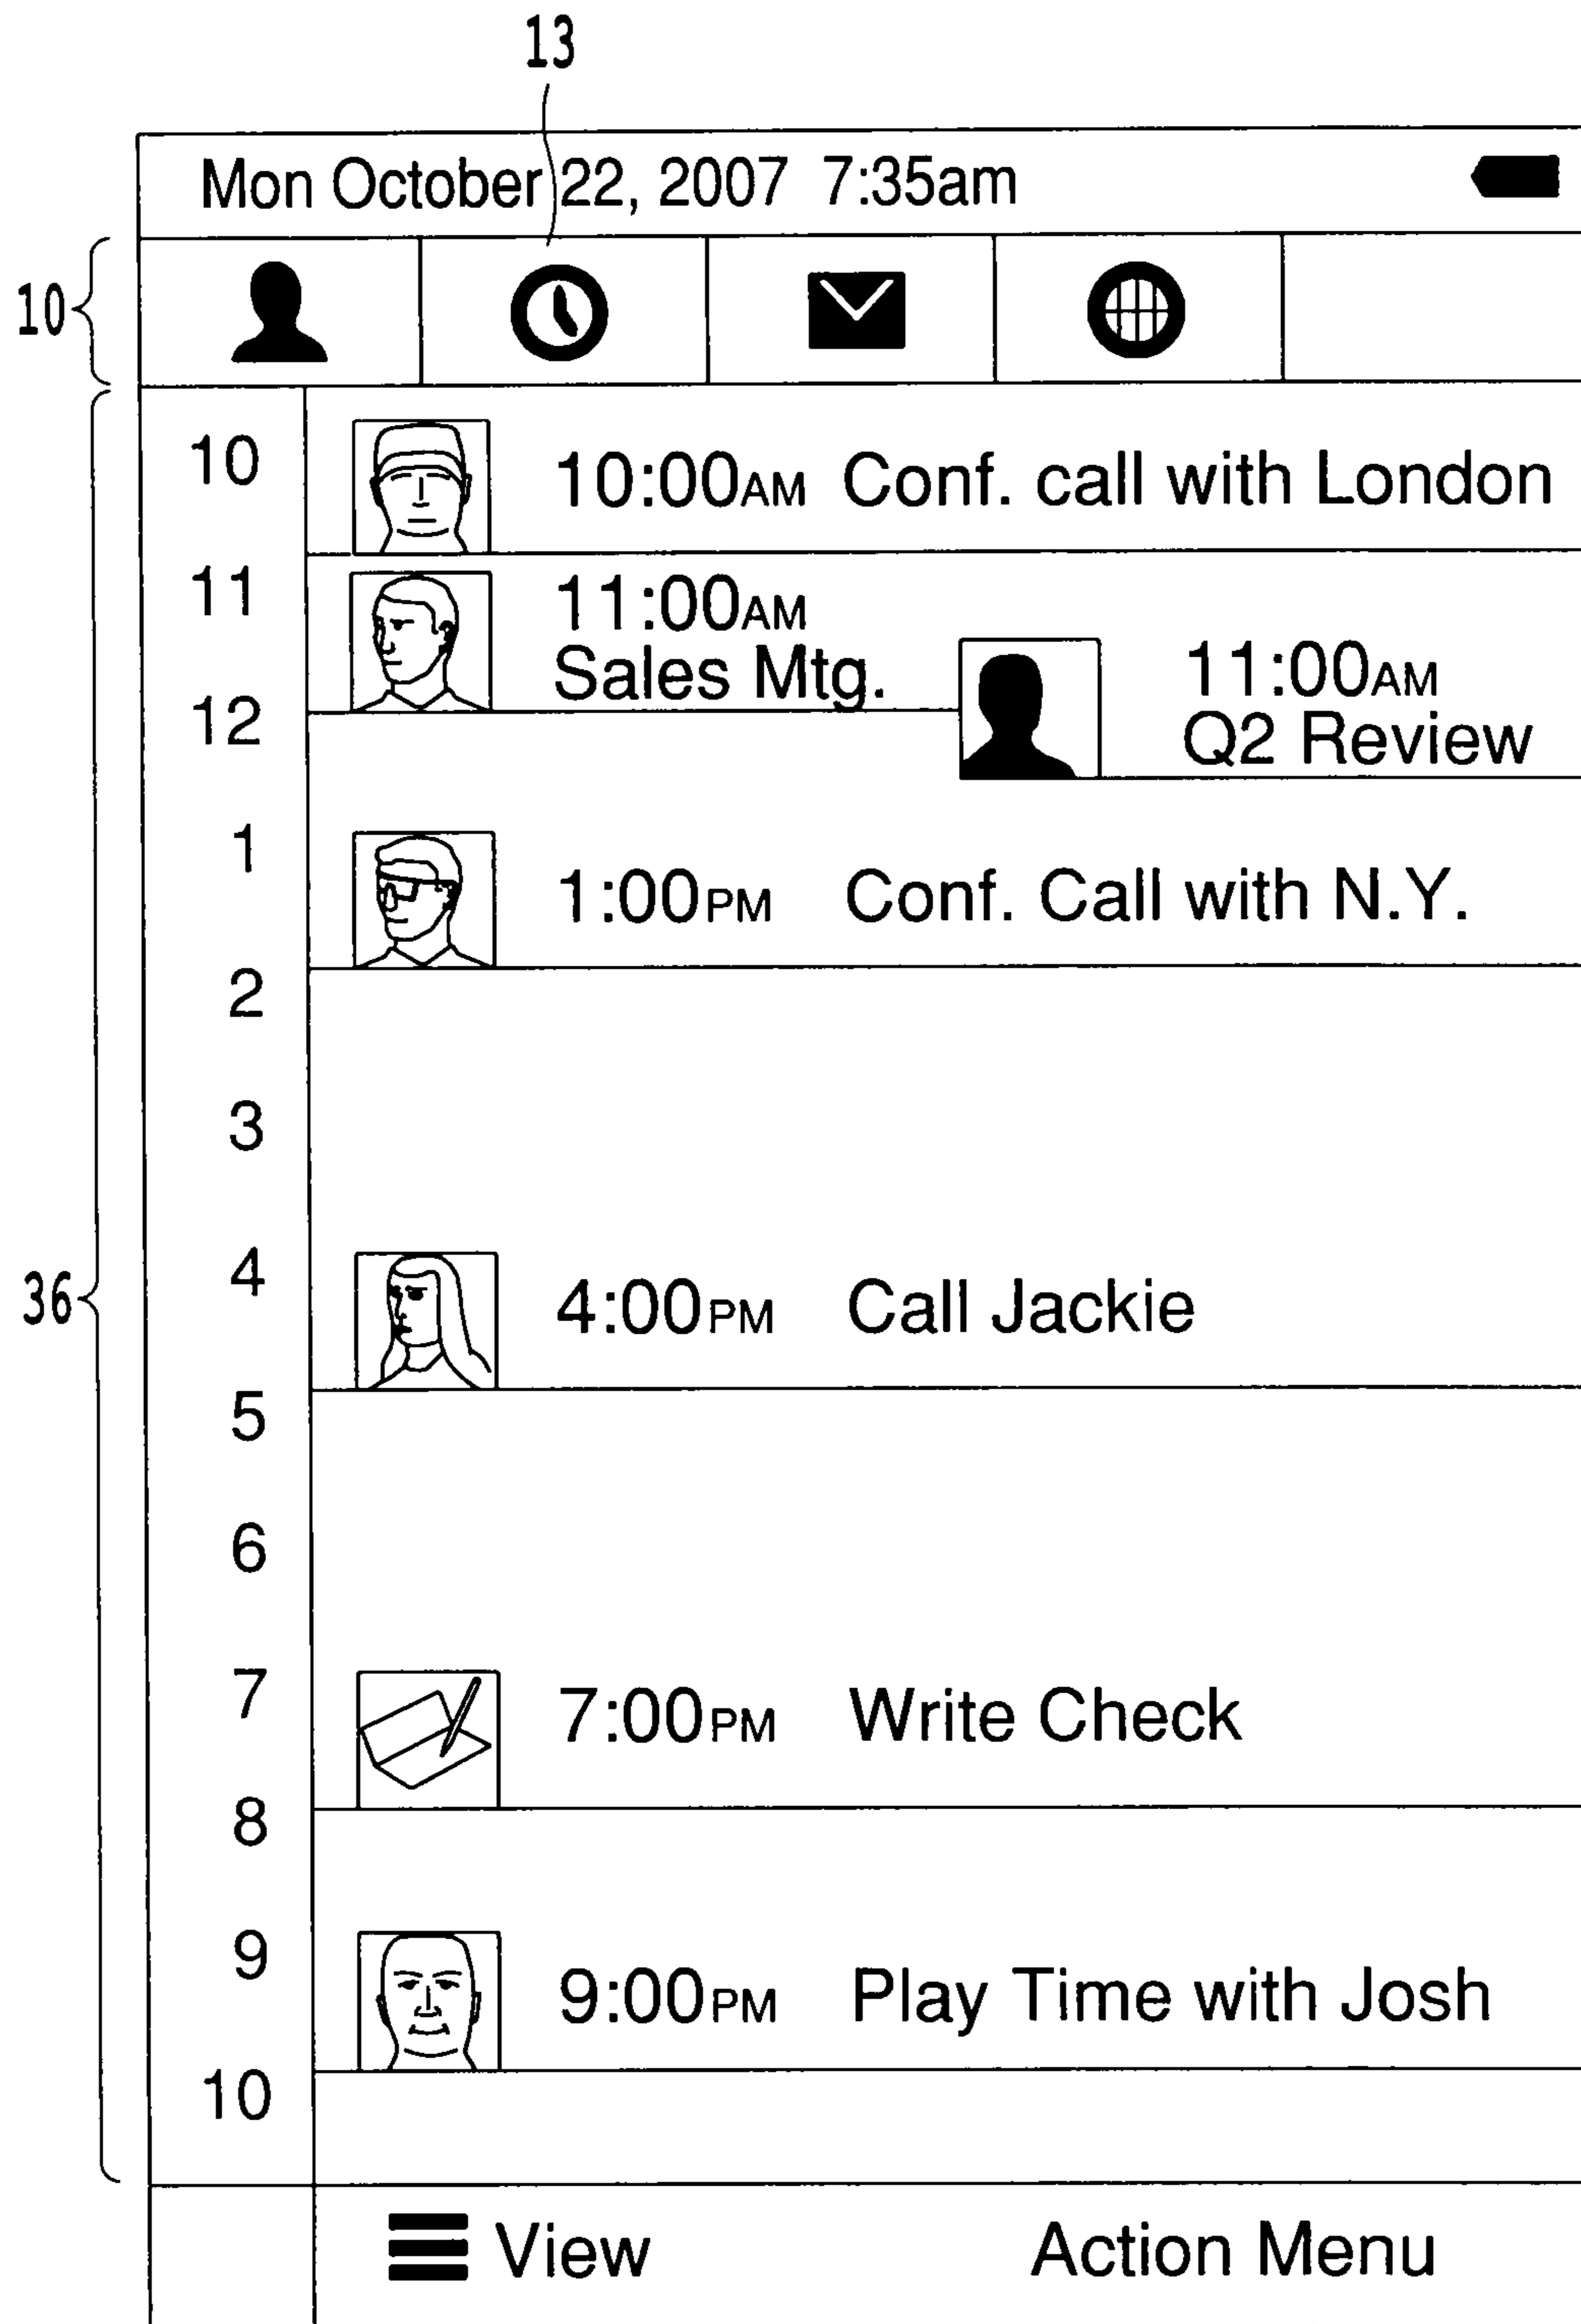 13
Mon October 22, 2007 7:35am
10
10
10:00AM Conf. call with London
11
11:00AM
Sales Mtg.
11:00AM
Q2 Review
12
1
1:00PM Conf. Call with N.Y.
2
3
36
4
4:00PM Call Jackie
5
6
7
7:00PM Write Check
8
9
9:00PM Play Time with Josh
10
View Action Menu